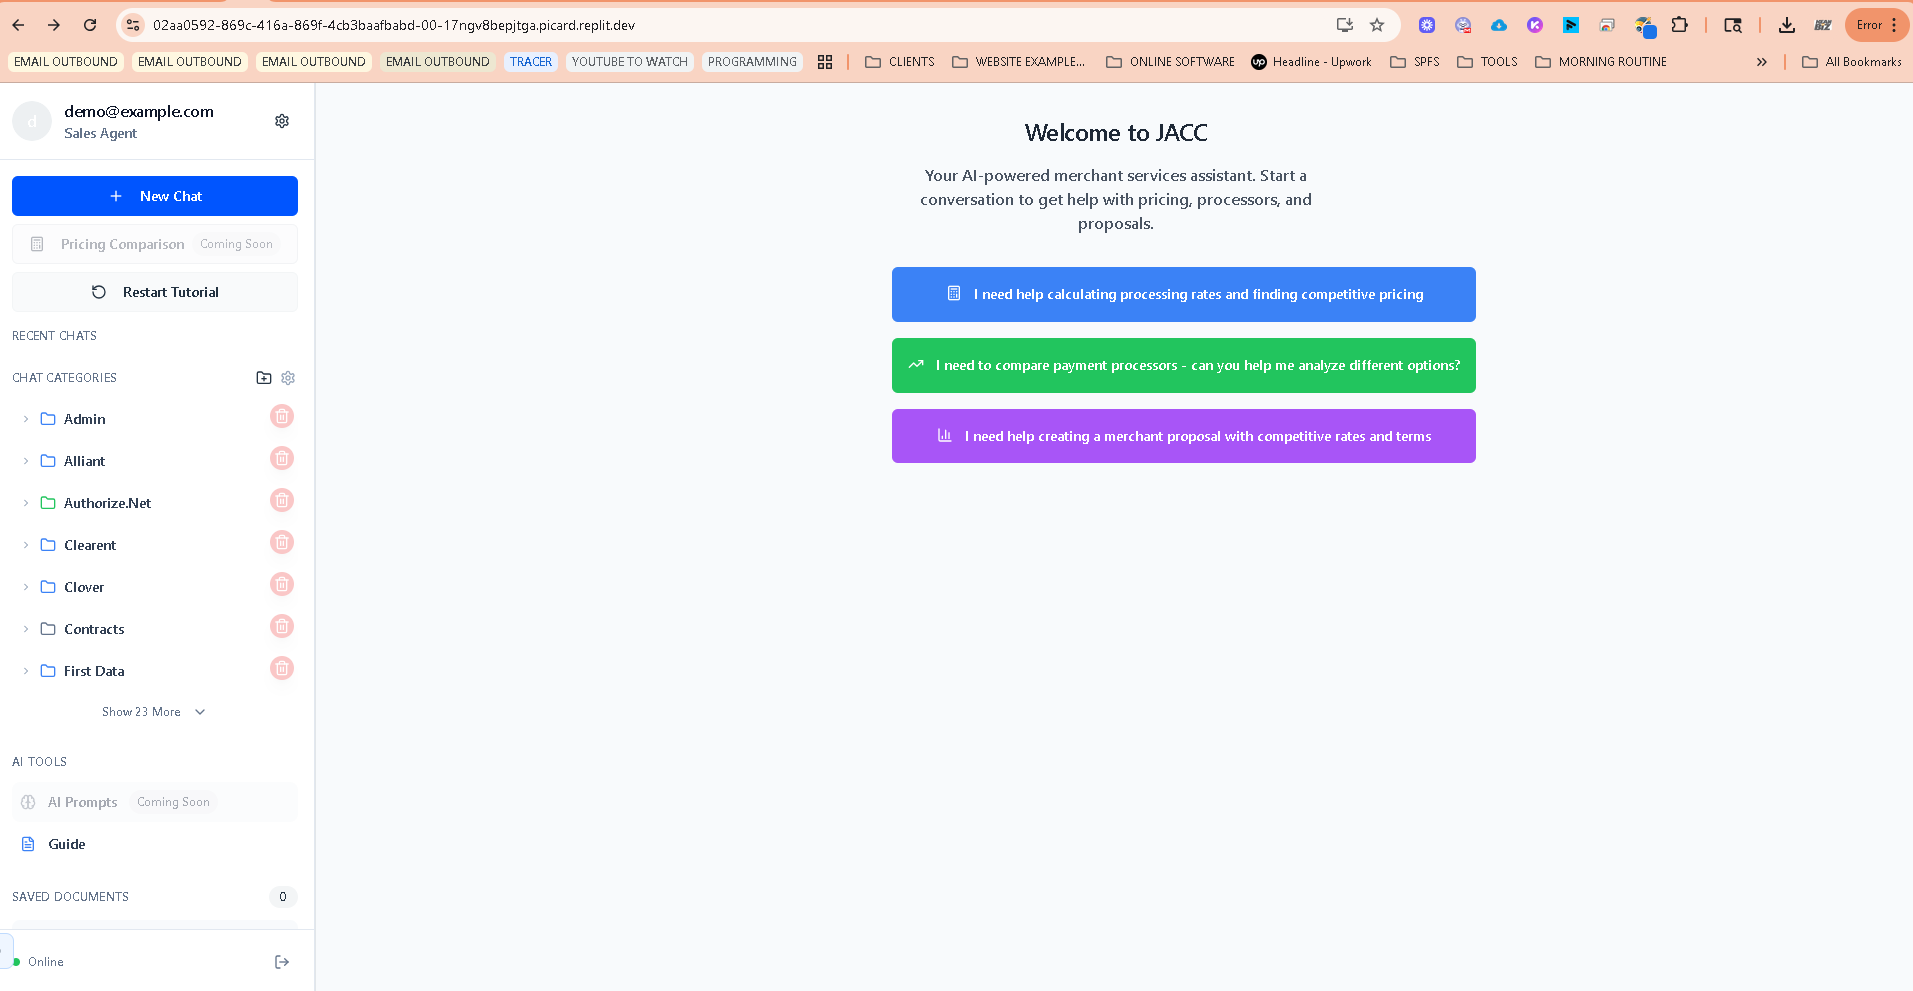 02aa0592-869c-416a-869f-4cb3baafbabd-00-17ngv8bepjtga.picard.replit.dev
Error
EMAIL OUTBOUND EMAIL OUTBOUND EMAIL OUTBOUND EMAIL OUTBOUND TRACER YOUTUBE TO WATCH PROGRAMMING CLIENTS WEBSITE EXAMPLE... ONLINE SOFTWARE up Headline - Upwork SPFS TOOLS MORNING ROUTINE » All Bookmarks
d
demo@example.com
Sales Agent
New Chat
Pricing Comparison Coming Soon
Restart Tutorial
RECENT CHATS
CHAT CATEGORIES
Admin
Alliant
Authorize.Net
Clearent
Clover
Contracts
First Data
Show 23 More
AI TOOLS
AI Prompts Coming Soon
Guide
SAVED DOCUMENTS 0
Online
Welcome to JACC
Your AI-powered merchant services assistant. Start a
conversation to get help with pricing, processors, and
proposals.
I need help calculating processing rates and finding competitive pricing
I need to compare payment processors - can you help me analyze different options?
I need help creating a merchant proposal with competitive rates and terms